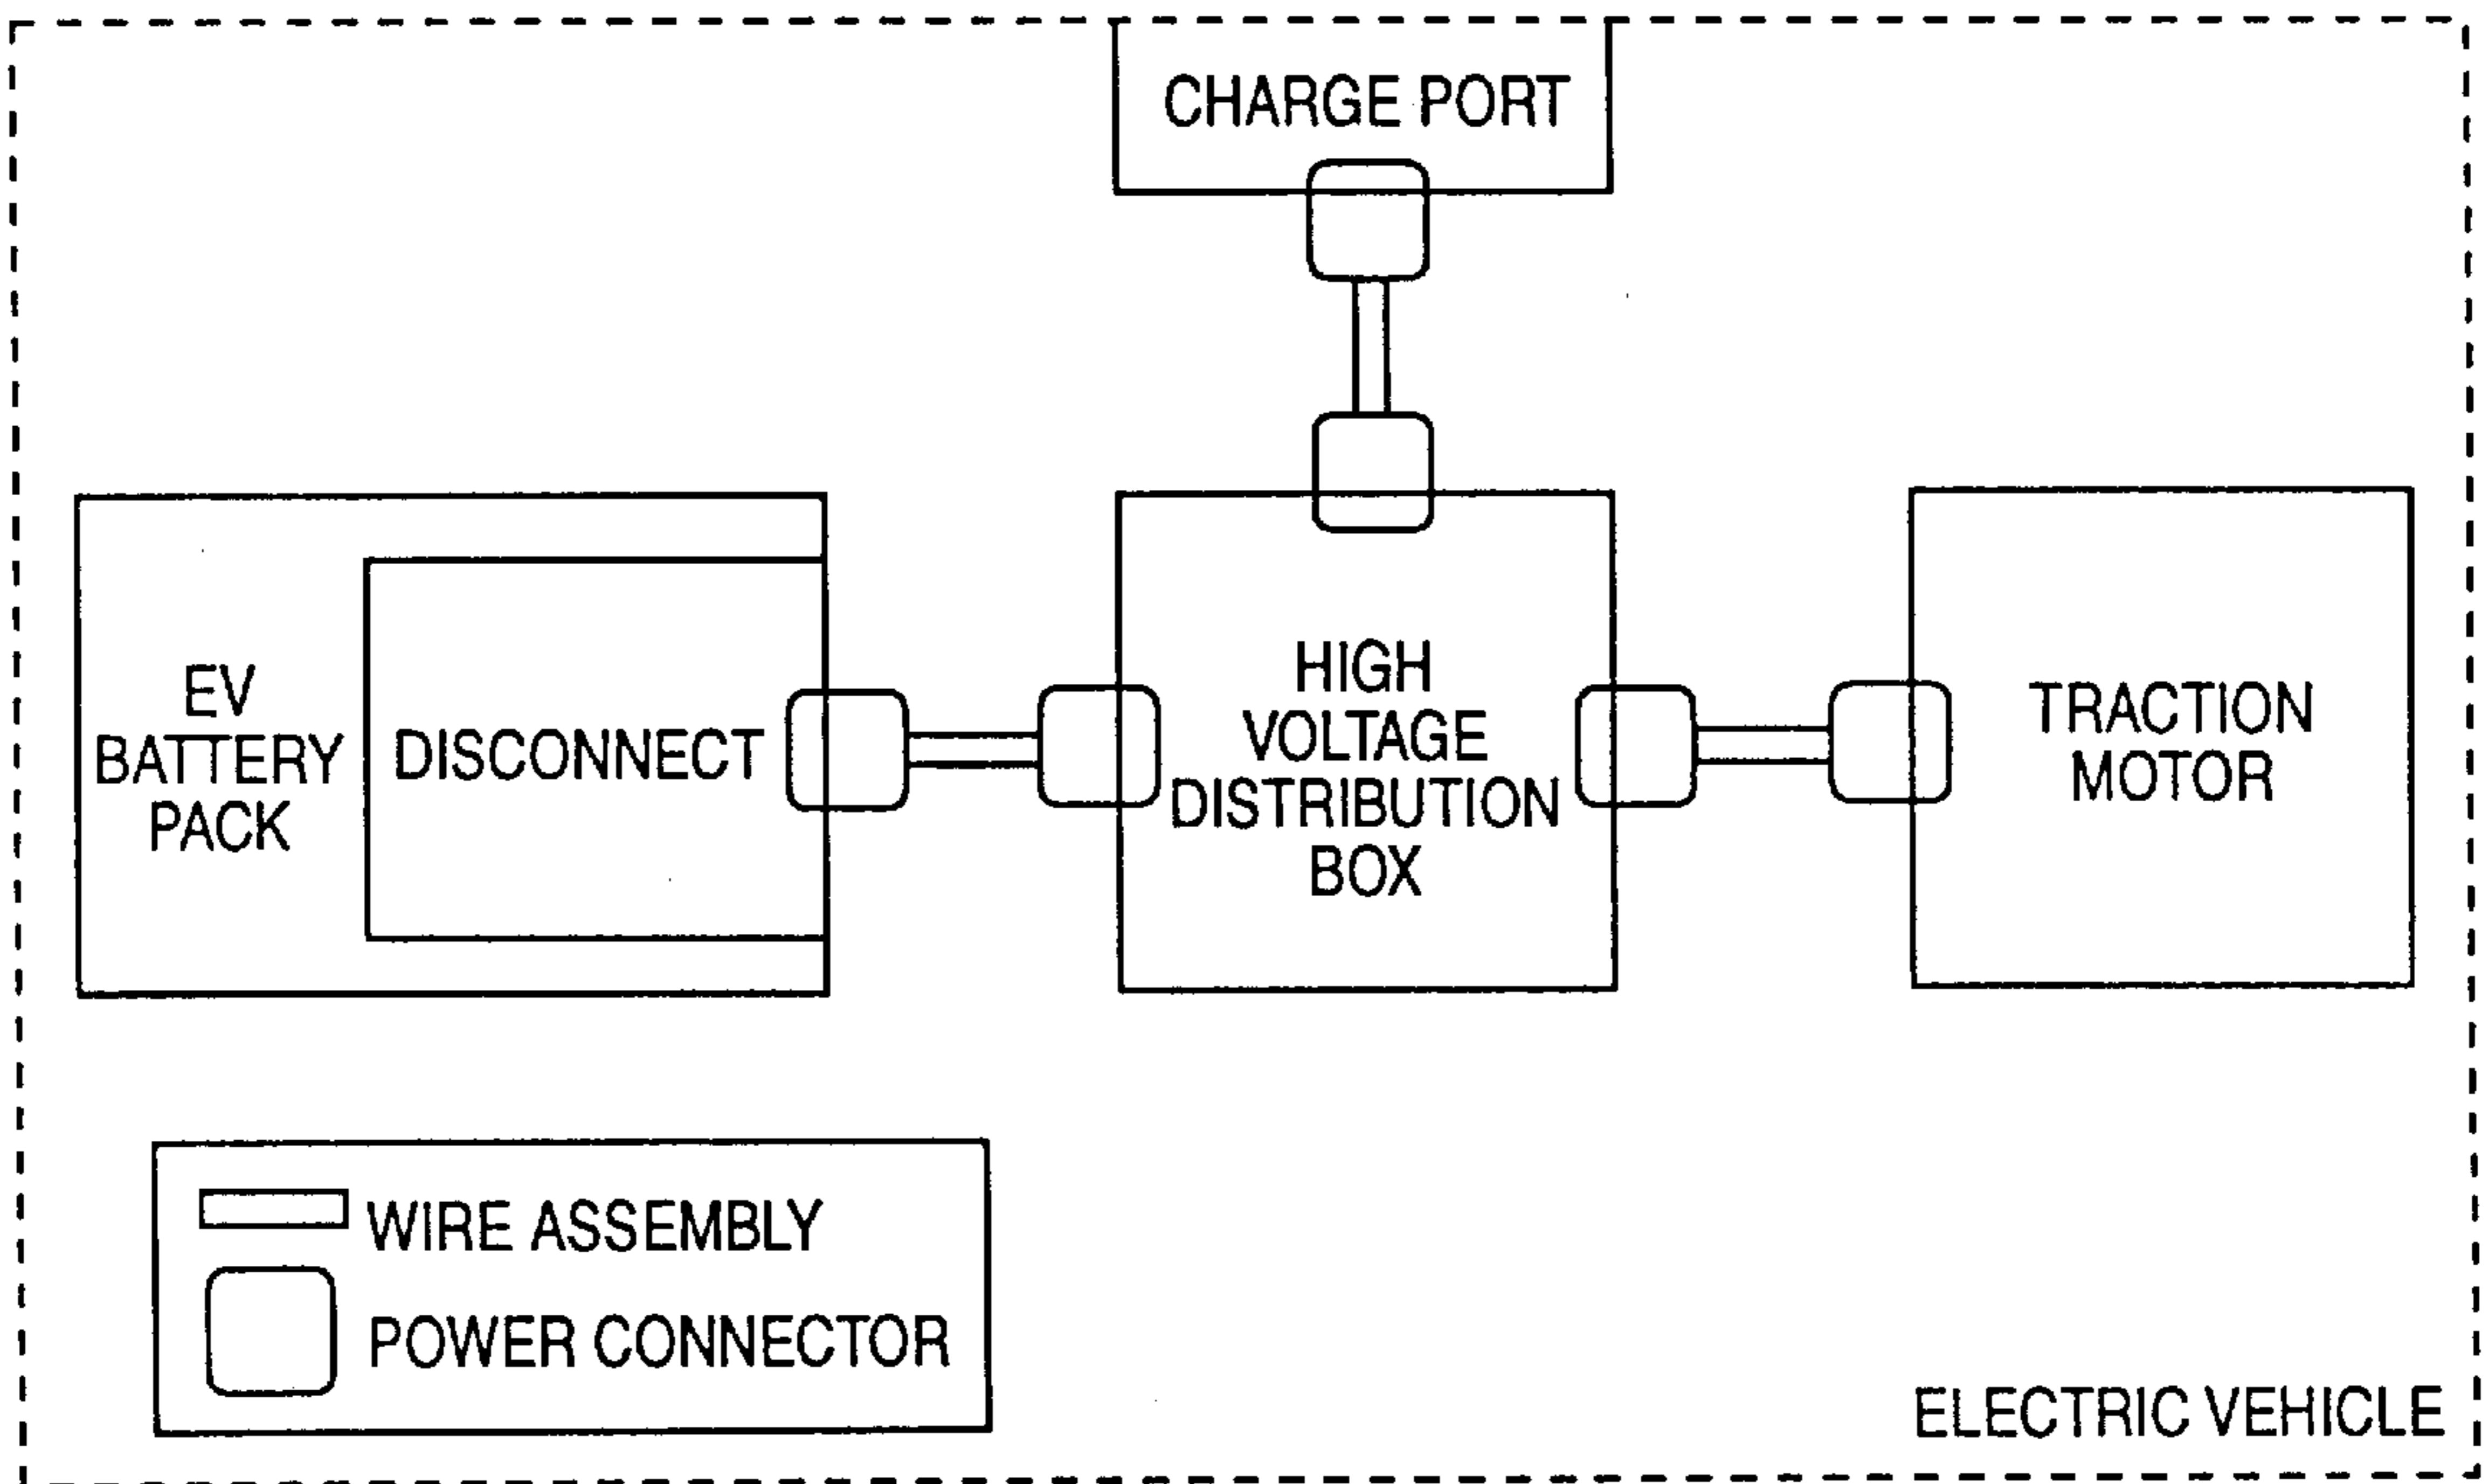 CHARGE PORT
EV
BATTERY
PACK
DISCONNECT
HIGH
VOLTAGE
DISTRIBUTION
BOX
TRACTION
MOTOR
WIRE ASSEMBLY
POWER CONNECTOR
ELECTRIC VEHICLE